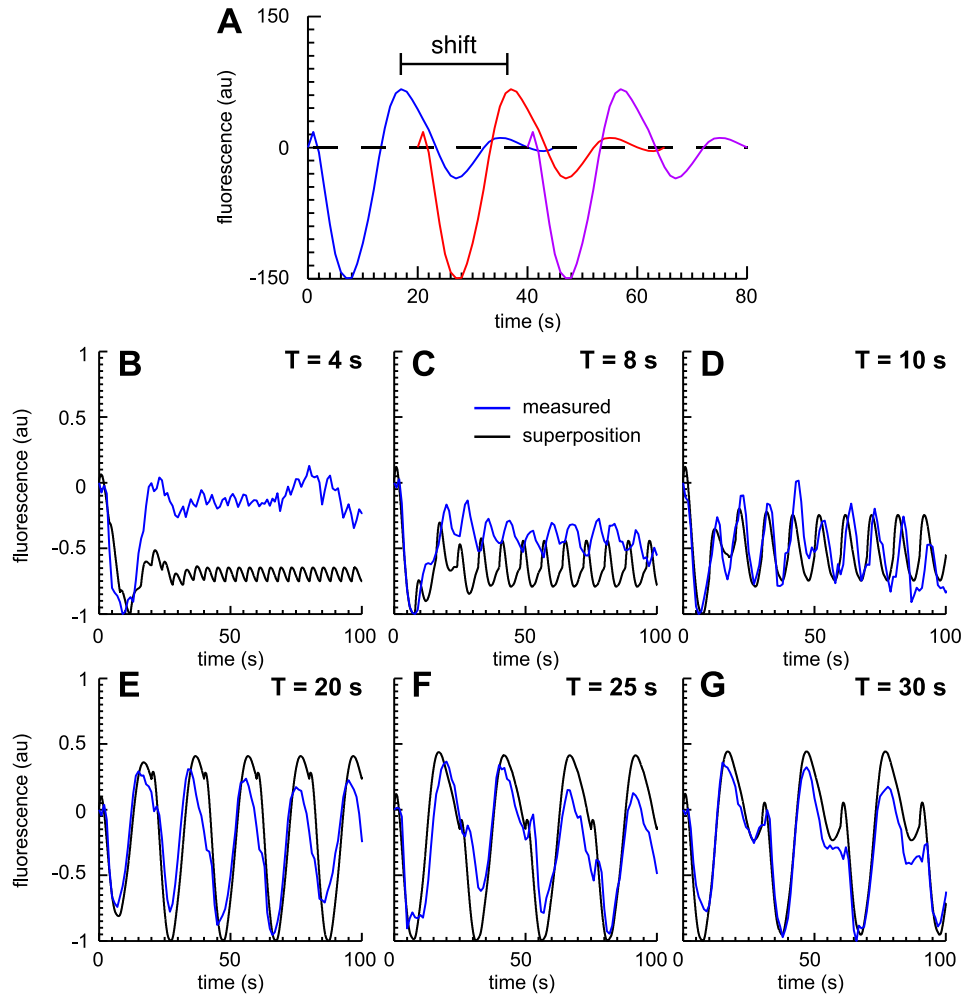 A
150
0
-150
fluorescence (au)
shift
0 20 40 60 80
time (s)
B
T = 4 s
1
0.5
0
-0.5
-1
fluorescence (au)
0 50 100
time (s)
C
T = 8 s
measured
superposition
0 50 100
time (s)
D
T = 10 s
0 50 100
time (s)
E
T = 20 s
1
0.5
0
-0.5
-1
fluorescence (au)
0 50 100
time (s)
F
T = 25 s
0 50 100
time (s)
G
T = 30 s
0 50 100
time (s)